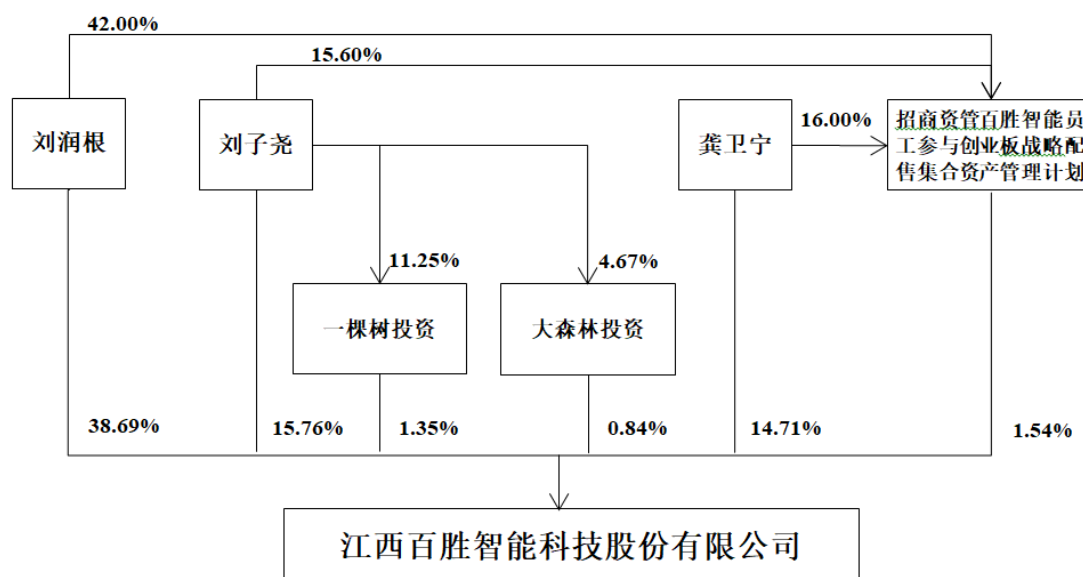 42.00%
15.60%
刘润根
刘子尧
龚卫宁
16.00%
招商资管百胜智能员
工参与创业板战略配
售集合资产管理计划
11.25%
4.67%
一棵树投资
大森林投资
38.69%
15.76%
1.35%
0.84%
14.71%
1.54%
江西百胜智能科技股份有限公司